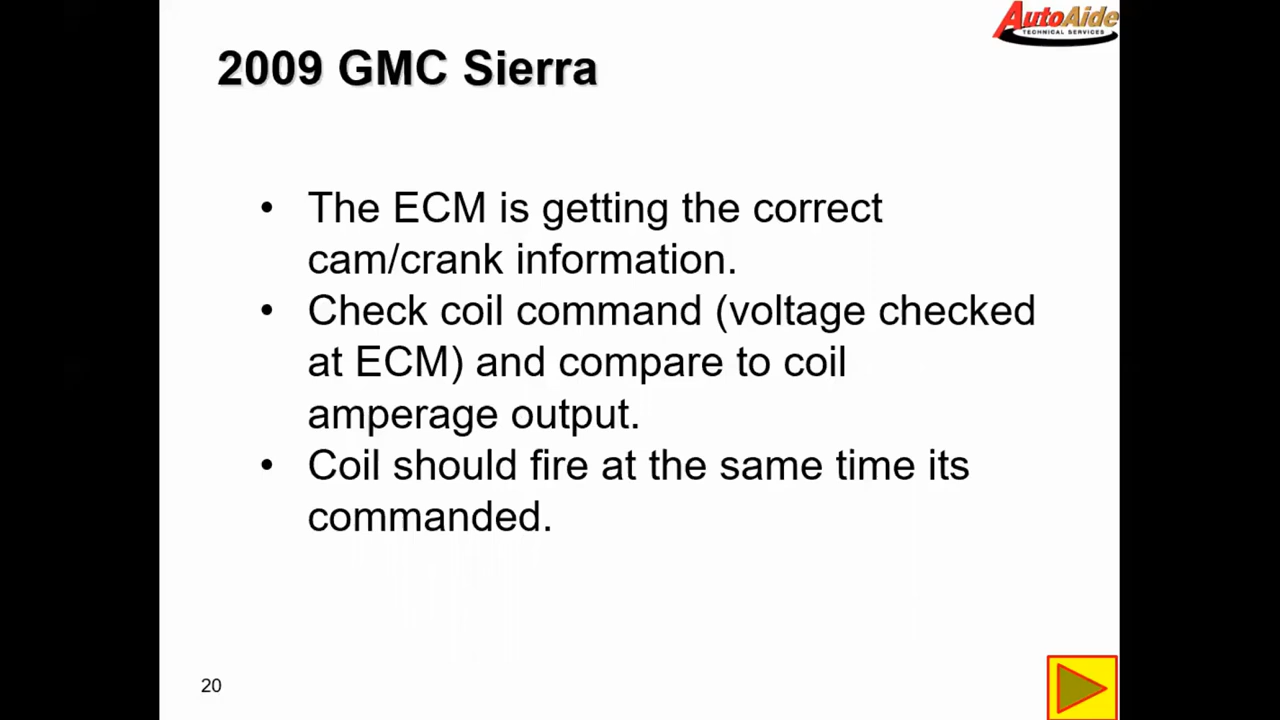 AutoAide
TECHNICAL SERVICES
2009 GMC Sierra
• The ECM is getting the correct
cam/crank information.
• Check coil command (voltage checked
at ECM) and compare to coil
amperage output.
• Coil should fire at the same time its
commanded.
20